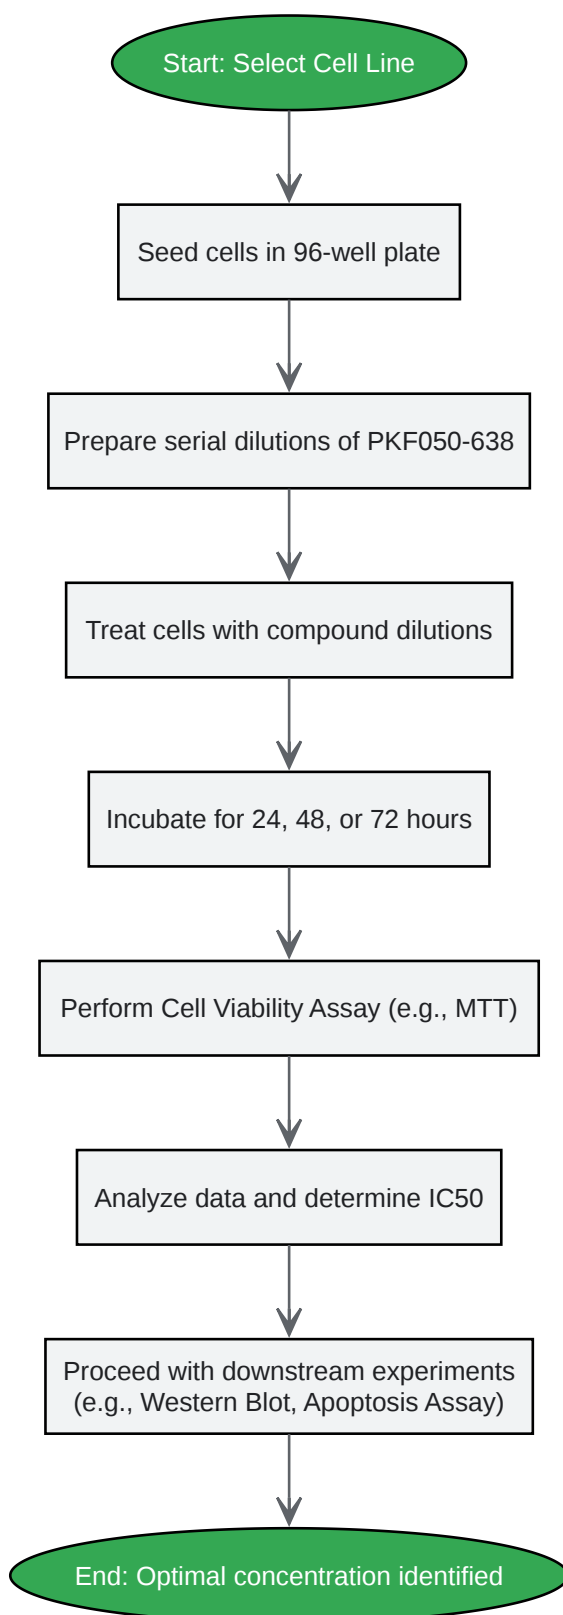 Start: Select Cell Line
Seed cells in 96-well plate
Prepare serial dilutions of PKF050-638
Treat cells with compound dilutions
Incubate for 24, 48, or 72 hours
Perform Cell Viability Assay (e.g., MTT)
Analyze data and determine IC50
Proceed with downstream experiments
(e.g., Western Blot, Apoptosis Assay)
End: Optimal concentration identified